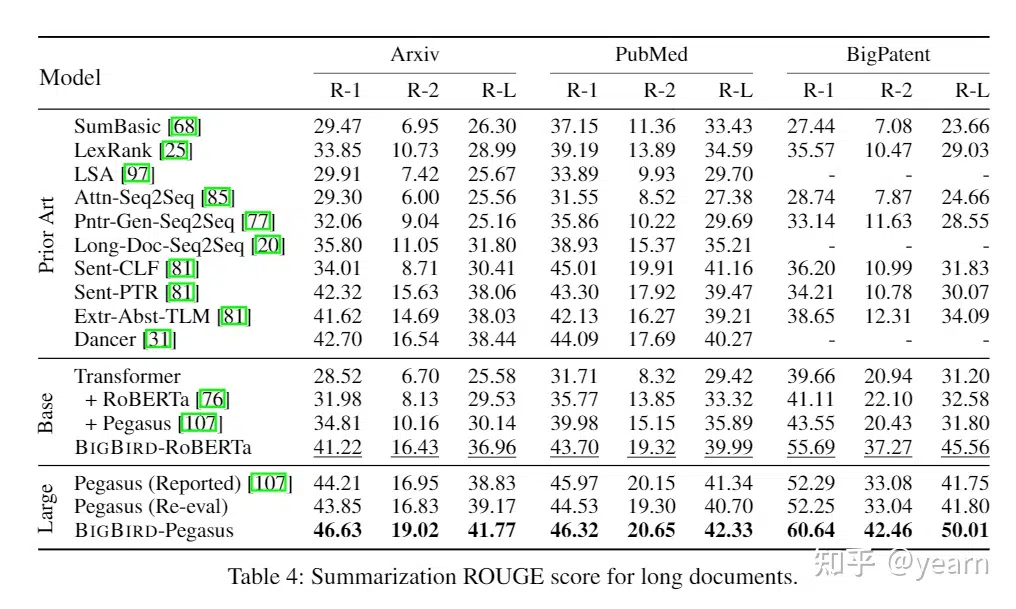 Model Arxiv PubMed BigPatent
R-1 R-2 R-L R-1 R-2 R-L R-1 R-2 R-L
Prior Art
SumBasic [68] 29.47 6.95 26.30 37.15 11.36 33.43 27.44 7.08 23.66
LexRank [25] 33.85 10.73 28.99 39.19 13.89 34.59 35.57 10.47 29.03
LSA [97] 29.91 7.42 25.67 33.89 9.93 29.70 - - -
Attn-Seq2Seq [85] 29.30 6.00 25.56 31.55 8.52 27.38 28.74 7.87 24.66
Pntr-Gen-Seq2Seq [77] 32.06 9.04 25.16 35.86 10.22 29.69 33.14 11.63 28.55
Long-Doc-Seq2Seq [20] 35.80 11.05 31.80 38.93 15.37 35.21 - - -
Sent-CLF [81] 34.01 8.71 30.41 45.01 19.91 41.16 36.20 10.99 31.83
Sent-PTR [81] 42.32 15.63 38.06 43.30 17.92 39.47 34.21 10.78 30.07
Extr-Abst-TLM [81] 41.62 14.69 38.03 42.13 16.27 39.21 38.65 12.31 34.09
Dancer [31] 42.70 16.54 38.44 44.09 17.69 40.27 - - -
Base
Transformer 28.52 6.70 25.58 31.71 8.32 29.42 39.66 20.94 31.20
+ RoBERTa [76] 31.98 8.13 29.53 35.77 13.85 33.32 41.11 22.10 32.58
+ Pegasus [107] 34.81 10.16 30.14 39.98 15.15 35.89 43.55 20.43 31.80
BIGBIRD-RoBERTa 41.22 16.43 36.96 43.70 19.32 39.99 55.69 37.27 45.56
Large
Pegasus (Reported) [107] 44.21 16.95 38.83 45.97 20.15 41.34 52.29 33.08 41.75
Pegasus (Re-eval) 43.85 16.83 39.17 44.53 19.30 40.70 52.25 33.04 41.80
BIGBIRD-Pegasus 46.63 19.02 41.77 46.32 20.65 42.33 60.64 42.46 50.01
Table 4: Summarization ROUGE score for long documents.
知乎 @yearn